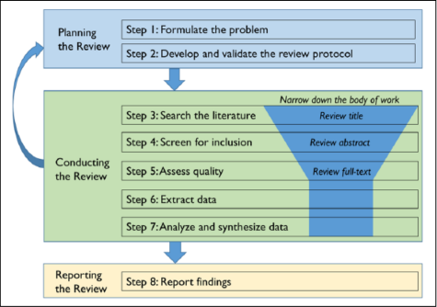 Planning
the Review
Step 1: Formulate the problem
Step 2: Develop and validate the review protocol
Narrow down the body of work
Conducting
the Review
Step 3: Search the literature
Review title
Step 4: Screen for inclusion
Review abstract
Step 5: Assess quality
Review full-text
Step 6: Extract data
Step 7: Analyze and synthesize data
Reporting
the Review
Step 8: Report findings